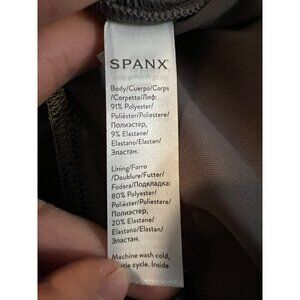 SPANX
Body/Cuerpo/Corps
/Corpetto/Лиф:
91% Polyester/
Poliéster/Poliestere/
Полиэстер,
9% Elastane/
Elastano/Elastan/
Эластан.
Lining/Forro
/Doublure/Futter/
Fodera/Подкладка:
80% Polyester/
Poliéster/Poliestere/
Полиэстер,
20% Elastane/
Elastano/Elastan/
Эластан.
Machine wash cold,
cycle. Inside